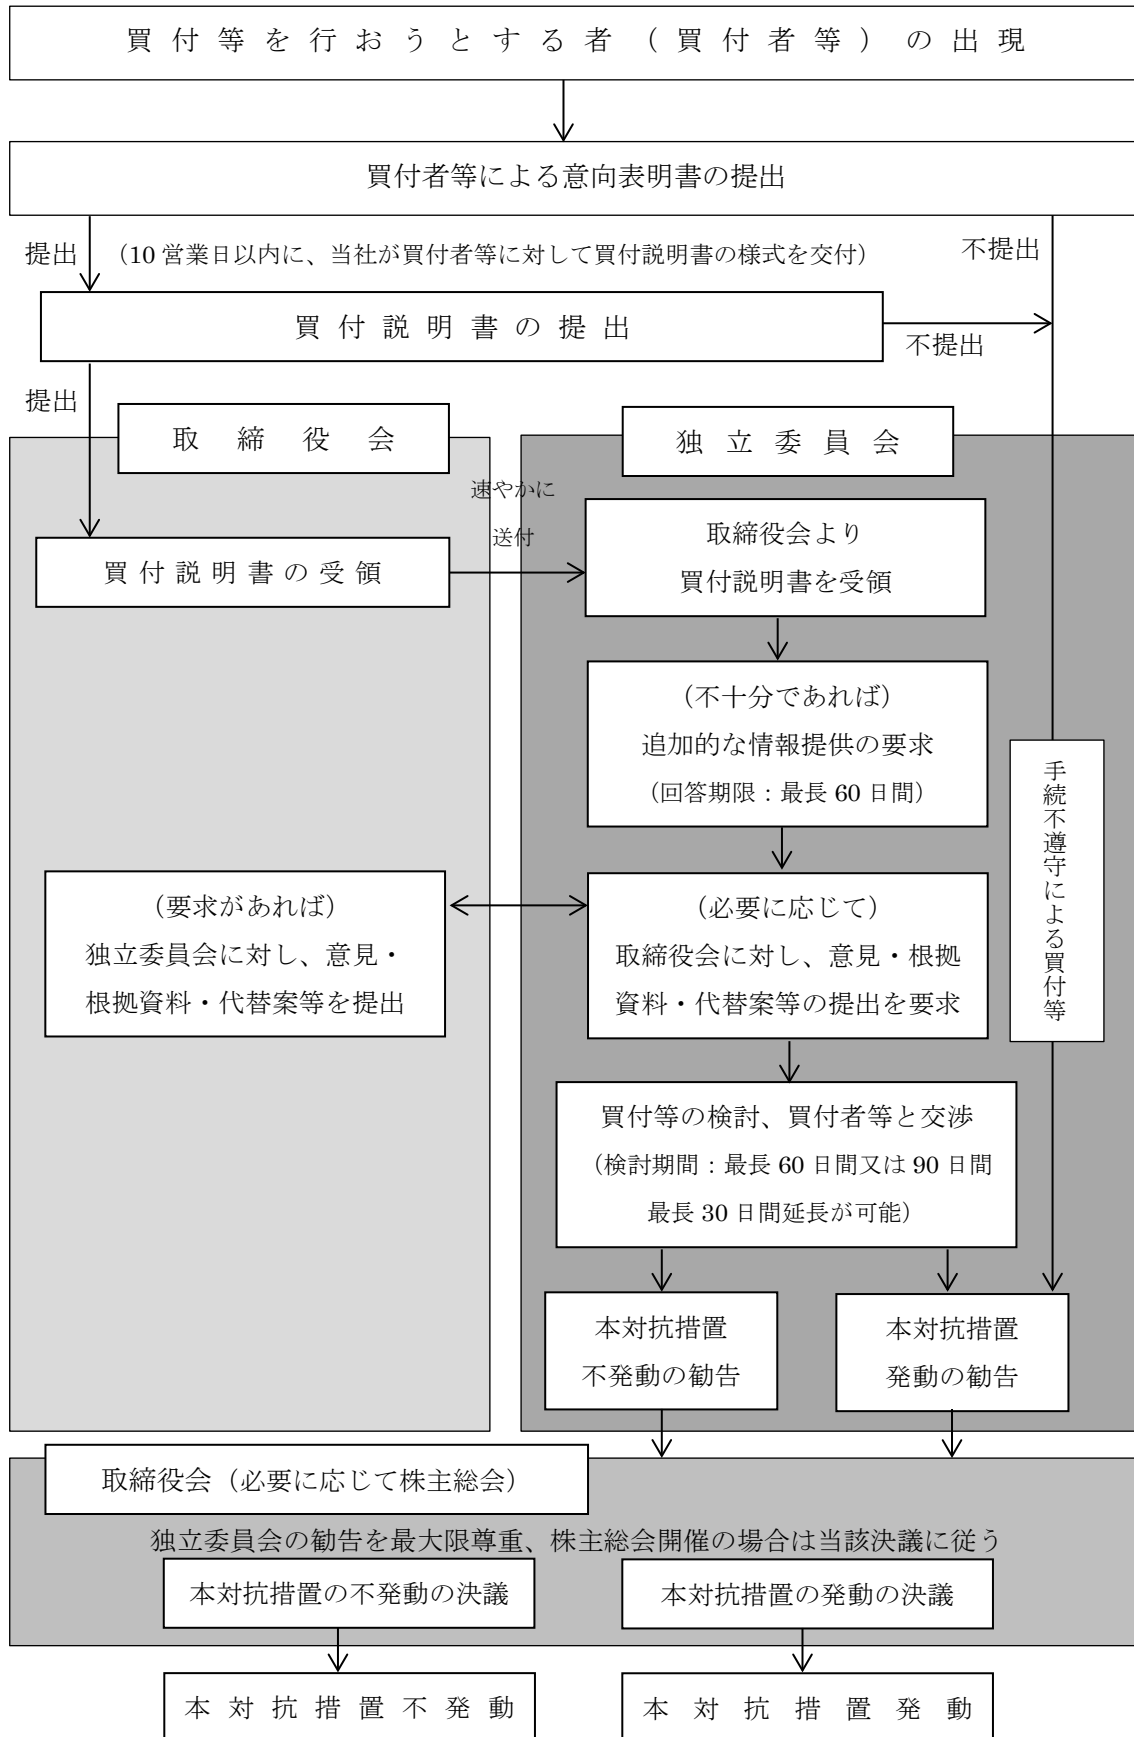 買付等を行おうとする者（買付者等）の出現
買付者等による意向表明書の提出
提出
（10 営業日以内に、当社が買付者等に対して買付説明書の様式を交付）
不提出
買付説明書の提出
不提出
提出
取締役会
独立委員会
速やかに
送付
買付説明書の受領
取締役会より
買付説明書を受領
（不十分であれば）
追加的な情報提供の要求
（回答期限：最長 60 日間）
手続不遵守による買付等
（要求があれば）
独立委員会に対し、意見・
根拠資料・代替案等を提出
（必要に応じて）
取締役会に対し、意見・根拠
資料・代替案等の提出を要求
買付等の検討、買付者等と交渉
（検討期間：最長 60 日間又は 90 日間
最長 30 日間延長が可能）
本対抗措置
不発動の勧告
本対抗措置
発動の勧告
取締役会（必要に応じて株主総会）
独立委員会の勧告を最大限尊重、株主総会開催の場合は当該決議に従う
本対抗措置の不発動の決議
本対抗措置の発動の決議
本対抗措置不発動
本対抗措置発動